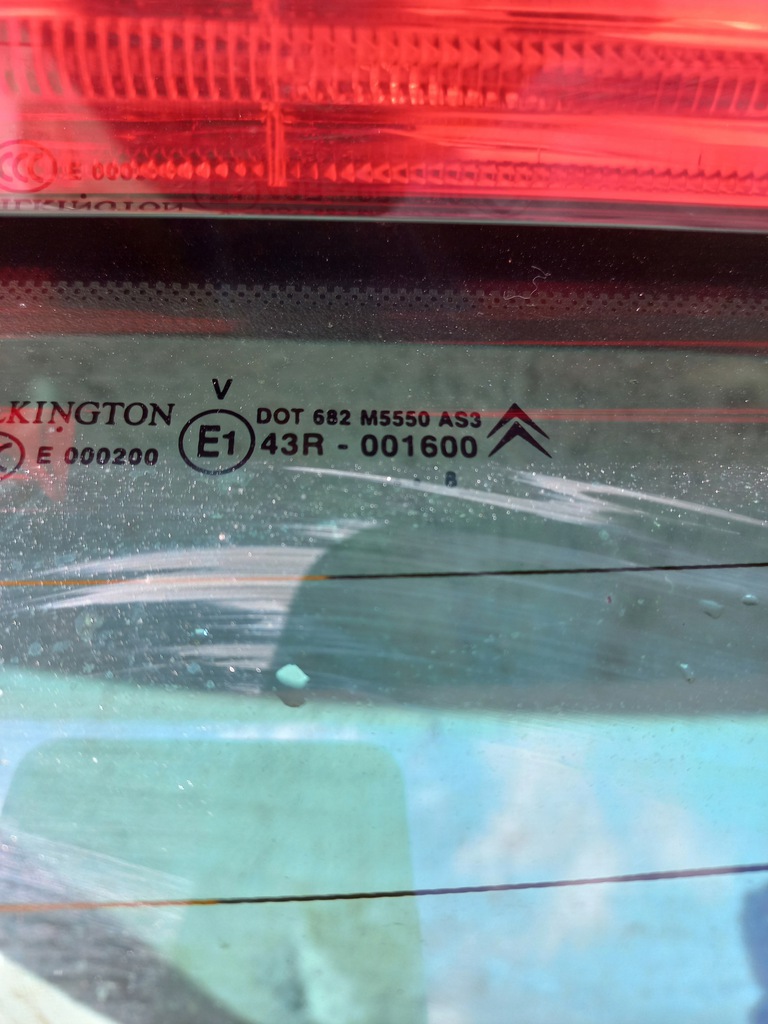 V
LKINGTON DOT 682 M5550 AS3
E 000200 E1 43R - 001600
B